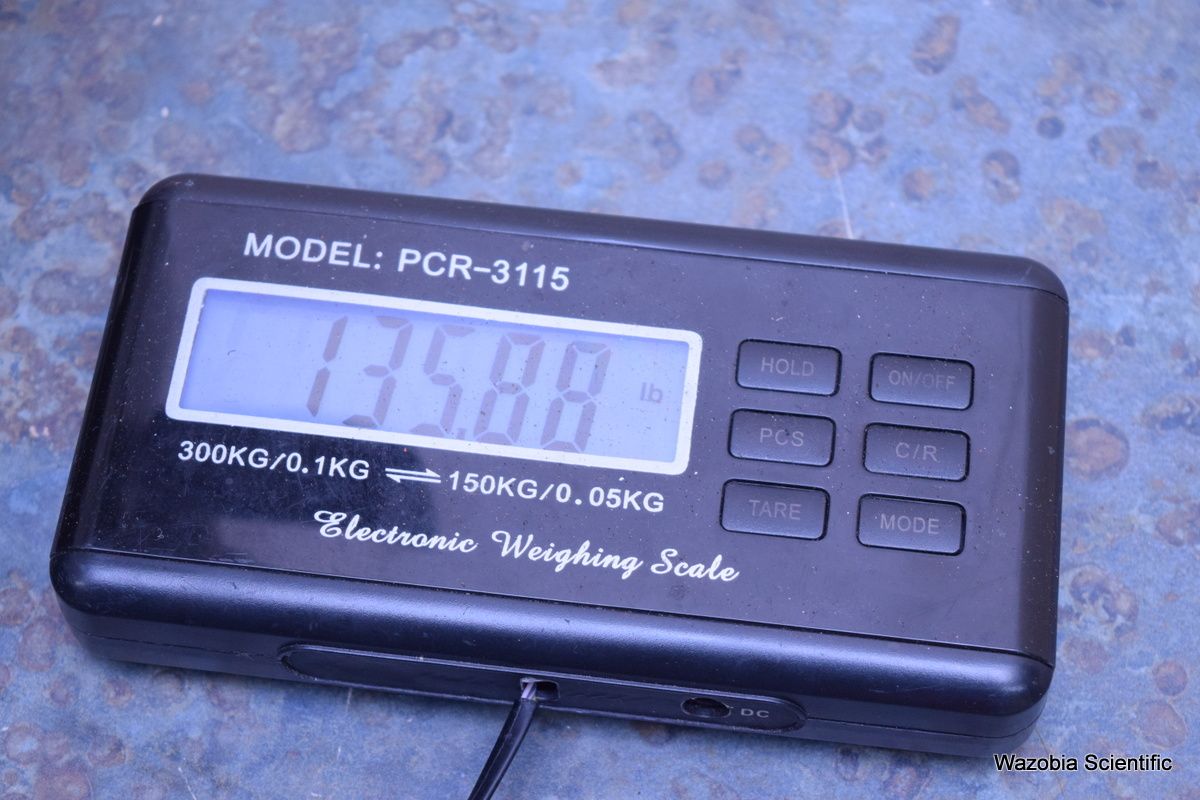 MODEL: PCR-3115
135.88 lb
300KG/0.1KG ⇌ 150KG/0.05KG
Electronic Weighing Scale
HOLD ON/OFF
PCS C/R
TARE MODE
DC
Wazobia Scientific